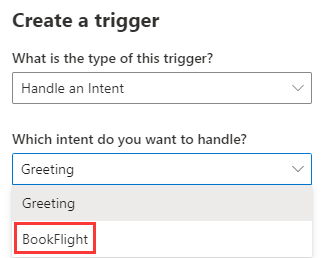 Create a trigger
What is the type of this trigger?
Handle an Intent
Which intent do you want to handle?
Greeting
Greeting
BookFlight